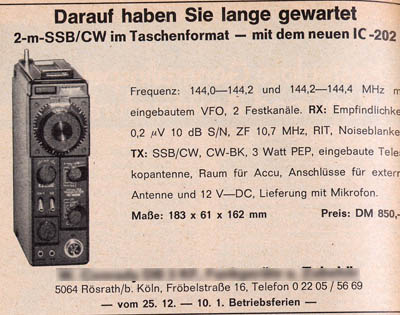 Darauf haben Sie lange gewartet
2-m-SSB/CW im Taschenformat — mit dem neuen IC-202
Frequenz: 144,0—144,2 und 144,2—144,4 MHz m
eingebautem VFO, 2 Festkanäle. RX: Empfindlichke
0,2 µV 10 dB S/N, ZF 10,7 MHz, RIT, Noiseblanke
TX: SSB/CW, CW-BK, 3 Watt PEP, eingebaute Teles
kopantenne, Raum für Accu, Anschlüsse für extern
Antenne und 12 V—DC, Lieferung mit Mikrofon.
Maße: 183 x 61 x 162 mm Preis: DM 850,-
5064 Rösrath/b. Köln, Fröbelstraße 16, Telefon 0 22 05 / 56 69
— vom 25. 12. — 10. 1. Betriebsferien —